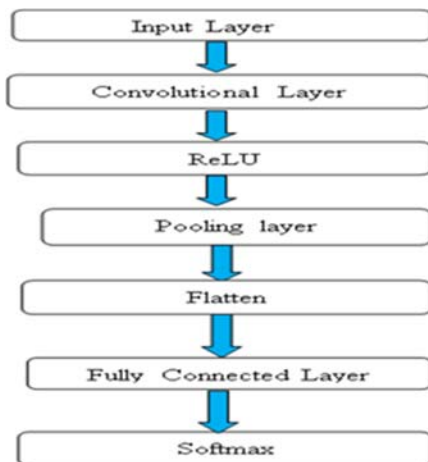 Input Layer
Convolutional Layer
ReLU
Pooling layer
Flatten
Fully Connected Layer
Softmax